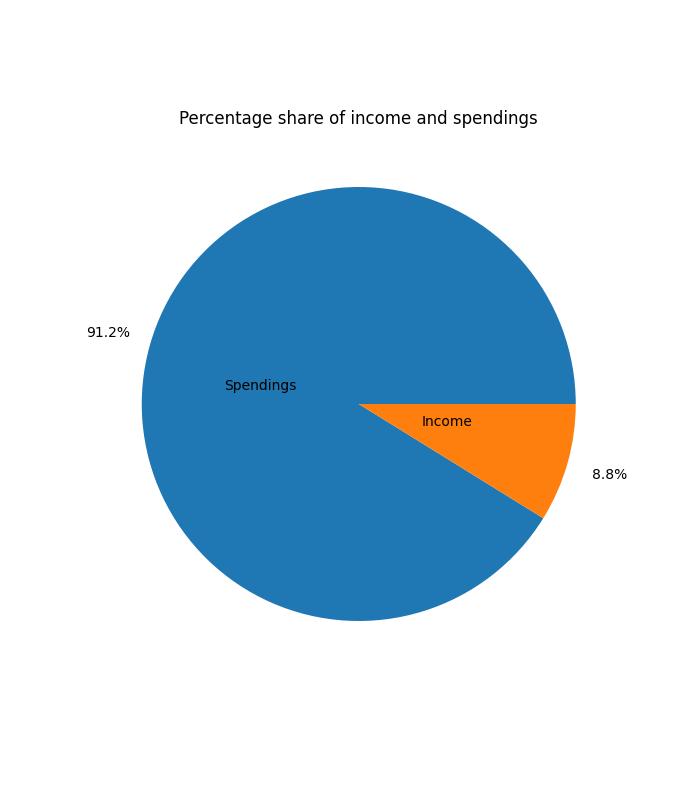 Percentage share of income and spendings
91.2%
Spendings
Income
8.8%